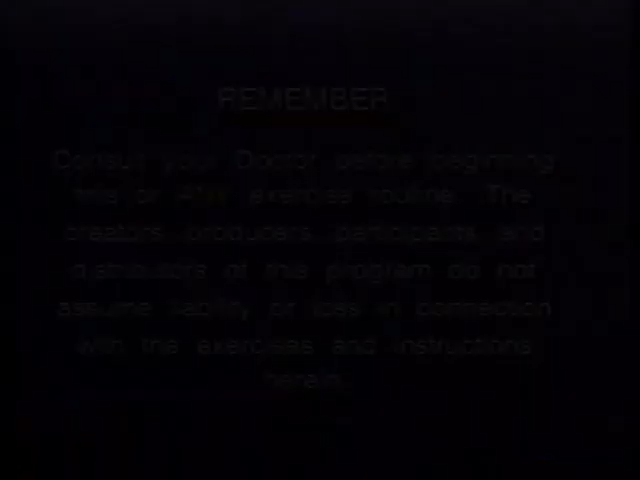 REMEMBER
Consult your Doctor before beginning
this or ANY exercise routine. The
creators, producers, participants and
distributors of this program do not
assume liability or loss in connection
with the exercises and instructions
herein.